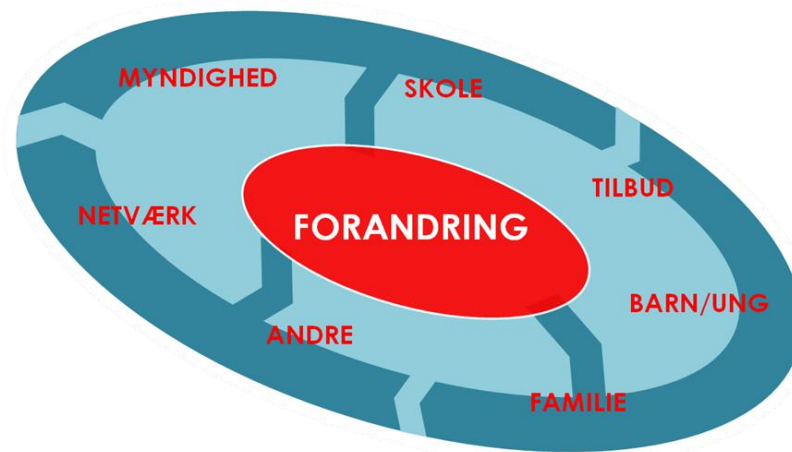 MYNDIGHED
SKOLE
TILBUD
NETVÆRK
FORANDRING
BARN/UNG
ANDRE
FAMILIE